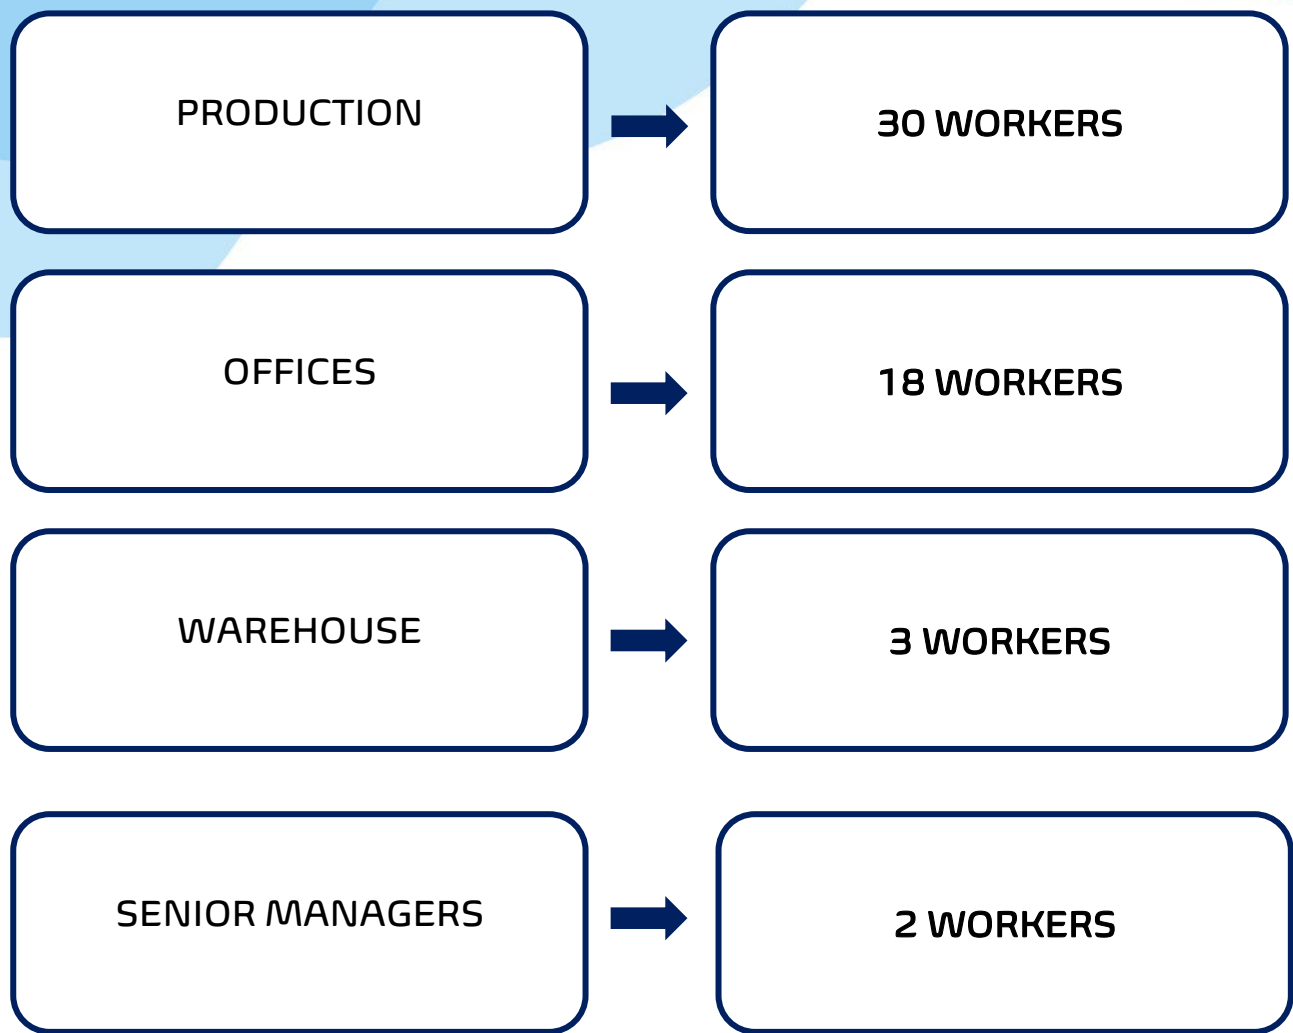 PRODUCTION
30 WORKERS
OFFICES
18 WORKERS
WAREHOUSE
3 WORKERS
SENIOR MANAGERS
2 WORKERS